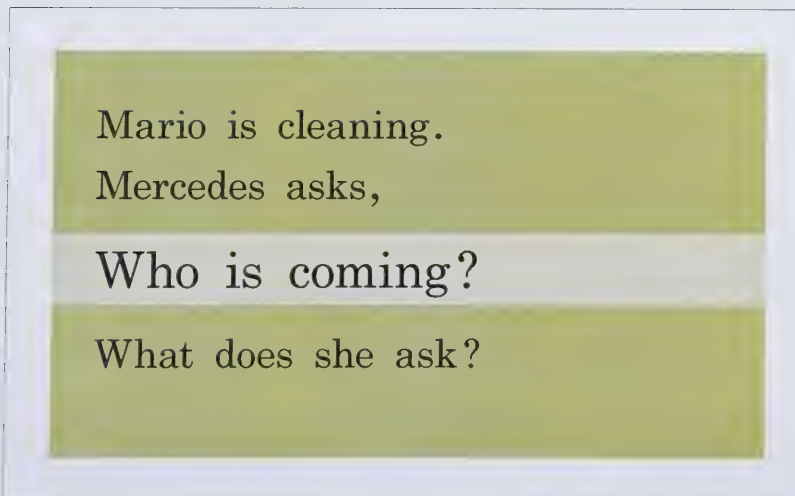 Mario is cleaning.
Mercedes asks,
Who is coming?
What does she ask?